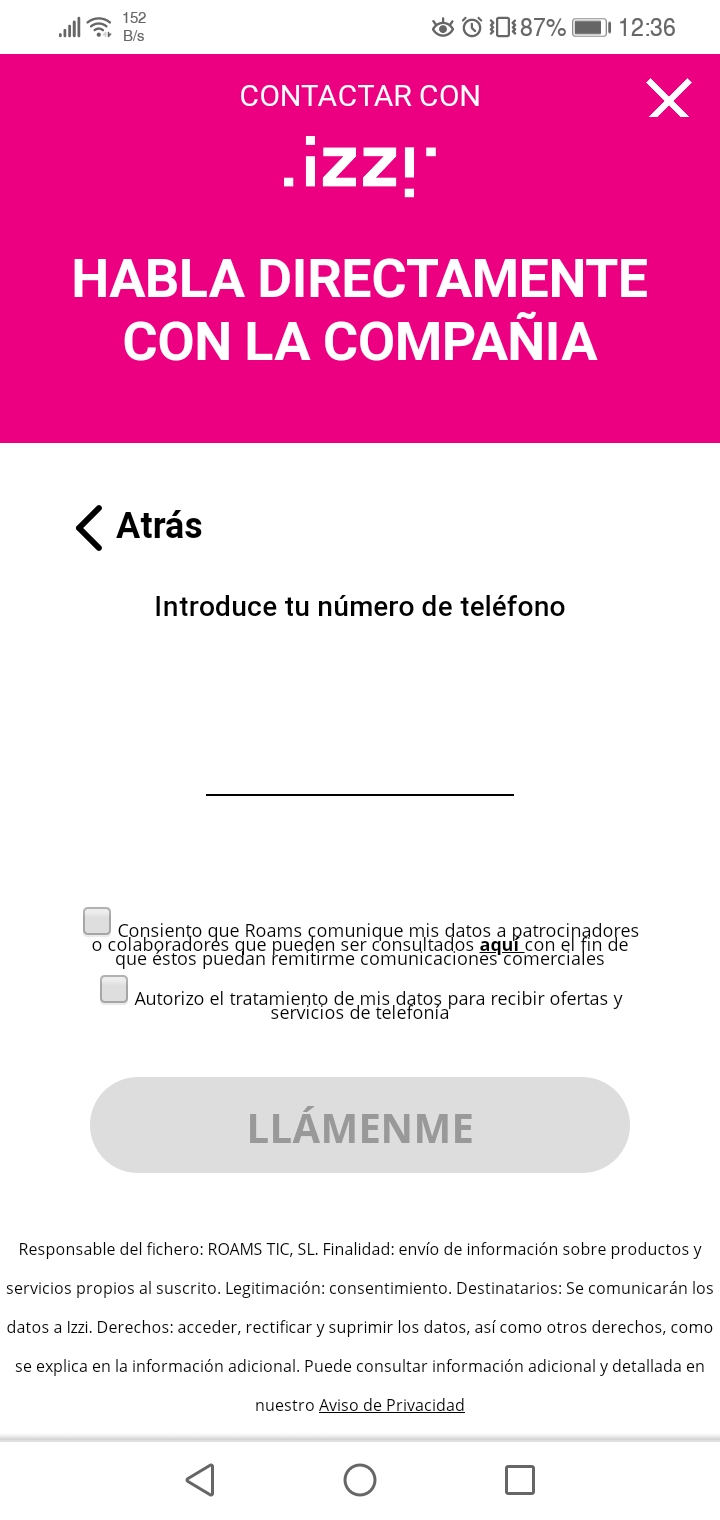 152
B/s
87%
12:36
CONTACTAR CON
.izzi.
HABLA DIRECTAMENTE
CON LA COMPAÑIA
Atrás
Introduce tu número de teléfono
Consiento que Roams comunique mis datos a patrocinadores
o colaboradores que pueden ser consultados aquí con el fin de
que éstos puedan remitirme comunicaciones comerciales
Autorizo el tratamiento de mis datos para recibir ofertas y
servicios de telefonía
LLÁMENME
Responsable del fichero: ROAMS TIC, SL. Finalidad: envío de información sobre productos y
servicios propios al suscrito. Legitimación: consentimiento. Destinatarios: Se comunicarán los
datos a Izzi. Derechos: acceder, rectificar y suprimir los datos, así como otros derechos, como
se explica en la información adicional. Puede consultar información adicional y detallada en
nuestro Aviso de Privacidad